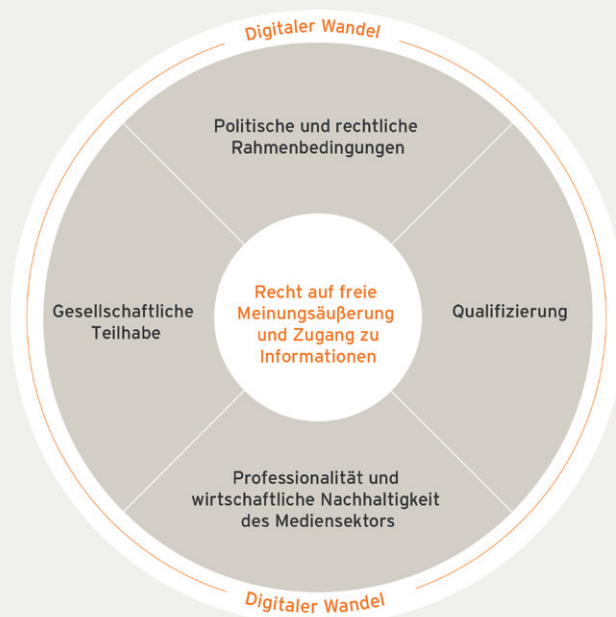 Digitaler Wandel
Politische und rechtliche
Rahmenbedingungen
Gesellschaftliche
Teilhabe
Recht auf freie
Meinungsäußerung
und Zugang zu
Informationen
Qualifizierung
Professionalität und
wirtschaftliche Nachhaltigkeit
des Mediensektors
Digitaler Wandel